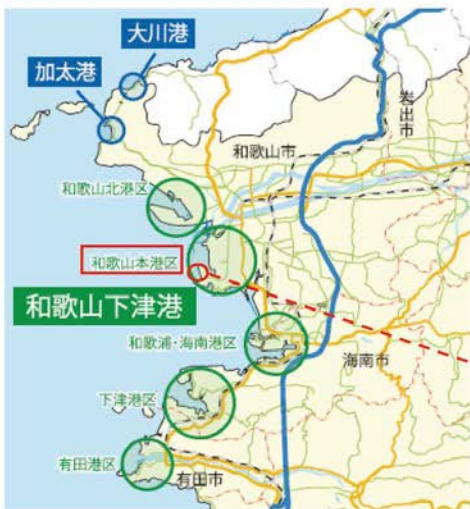 大川港
加太港
岩出市
和歌山市
和歌山北港区
和歌山本港区
和歌山下津港
和歌浦・海南港区
海南市
下津港区
有田港区
有田市